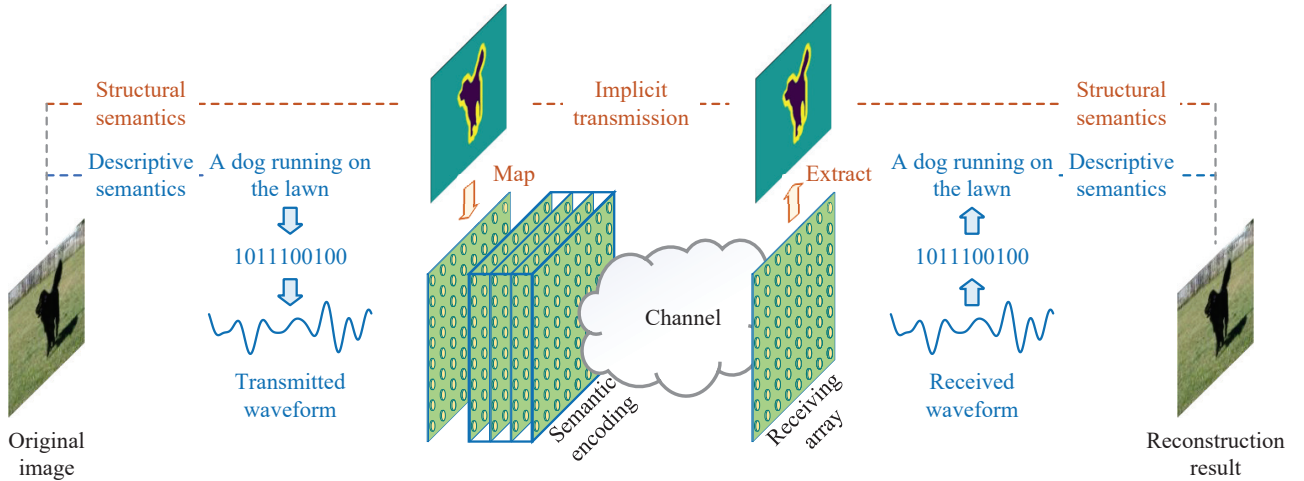 Structural
semantics
Implicit
transmission
Structural
semantics
Descriptive
semantics
A dog running on
the lawn
Map
Extract
A dog running on
the lawn
Descriptive
semantics
1011100100
1011100100
Channel
Transmitted
waveform
Semantic
encoding
Receiving
array
Received
waveform
Original
image
Reconstruction
result